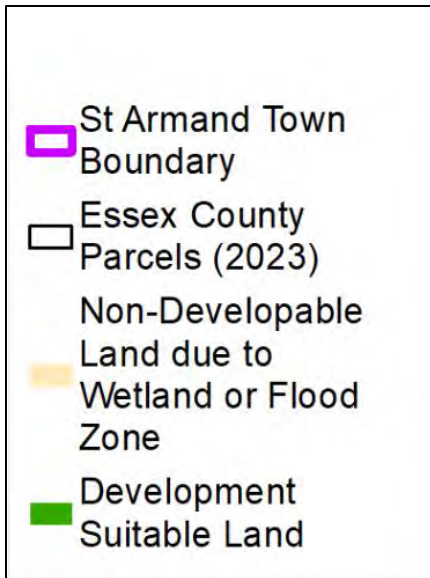 St Armand Town
Boundary
Essex County
Parcels (2023)
Non-Developable
Land due to
Wetland or Flood
Zone
Development
Suitable Land